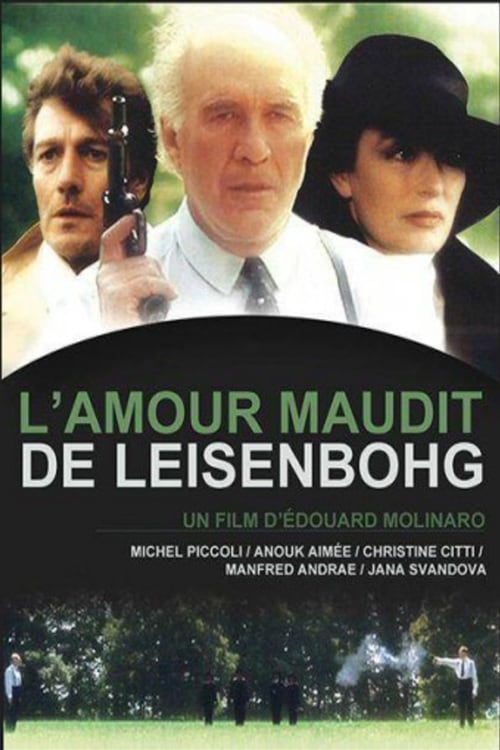 L'AMOUR MAUDIT
DE LEISENBOHG
UN FILM D'ÉDOUARD MOLINARO
MICHEL PICCOLI / ANOUK AIMÉE / CHRISTINE CITTI /
MANFRED ANDRAE / JANA SVANDOVA